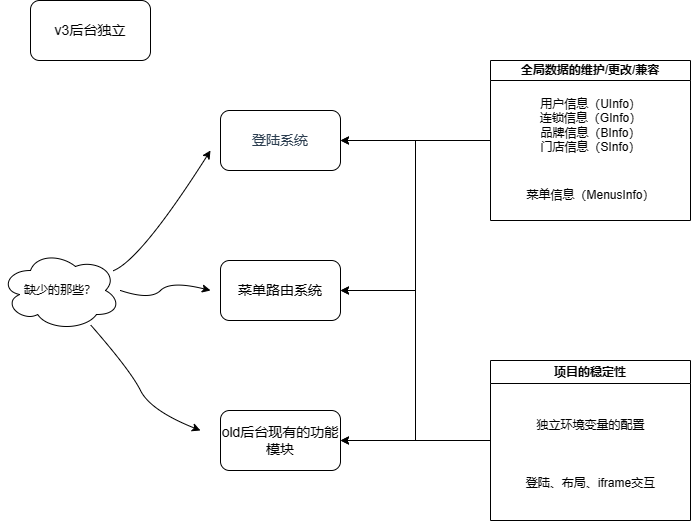 v3后台独立
全局数据的维护/更改/兼容
用户信息（UInfo）
连锁信息（GInfo）
品牌信息（BInfo）
门店信息（SInfo）
菜单信息（MenusInfo）
登陆系统
缺少的那些?
菜单路由系统
项目的稳定性
独立环境变量的配置
登陆、布局、iframe交互
old后台现有的功能
模块